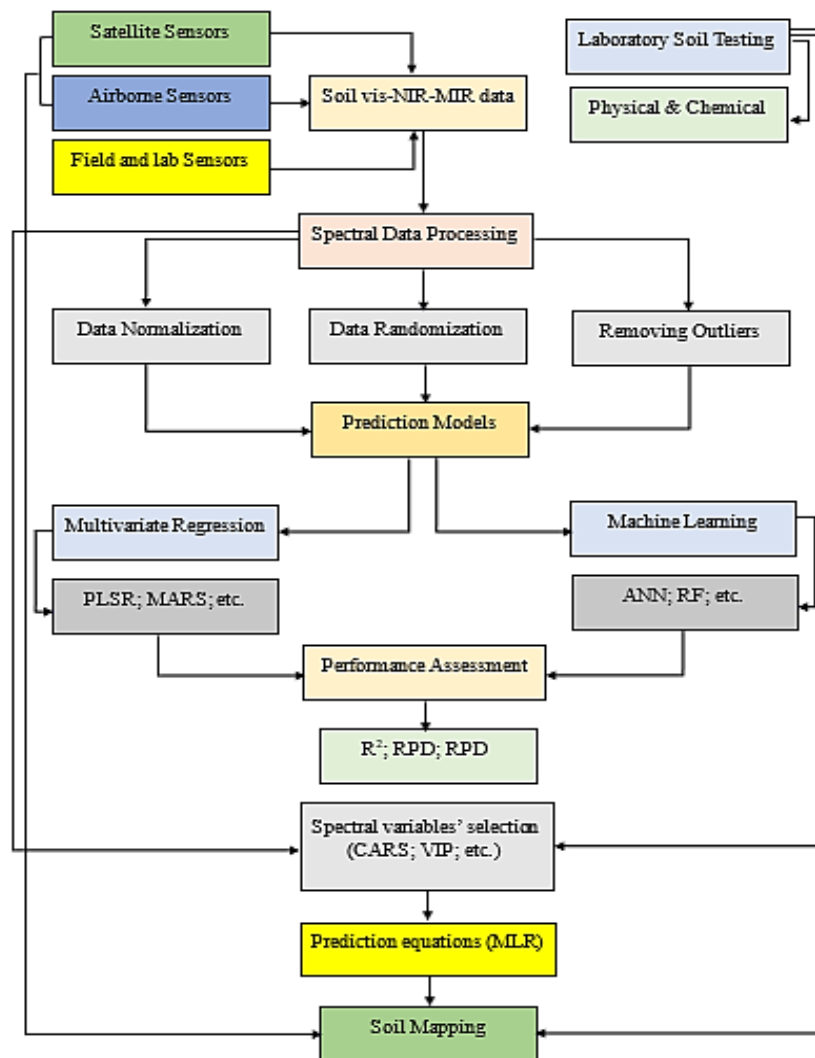 Satellite Sensors
Laboratory Soil Testing
Airborne Sensors
Soil vis-NIR-MIR data
Physical & Chemical
Field and lab Sensors
Spectral Data Processing
Data Normalization
Data Randomization
Removing Outliers
Prediction Models
Multivariate Regression
Machine Learning
PLSR; MARS; etc.
ANN; RF; etc.
Performance Assessment
R²; RPD; RPD
Spectral variables’ selection
(CARS; VIP; etc.)
Prediction equations (MLR)
Soil Mapping